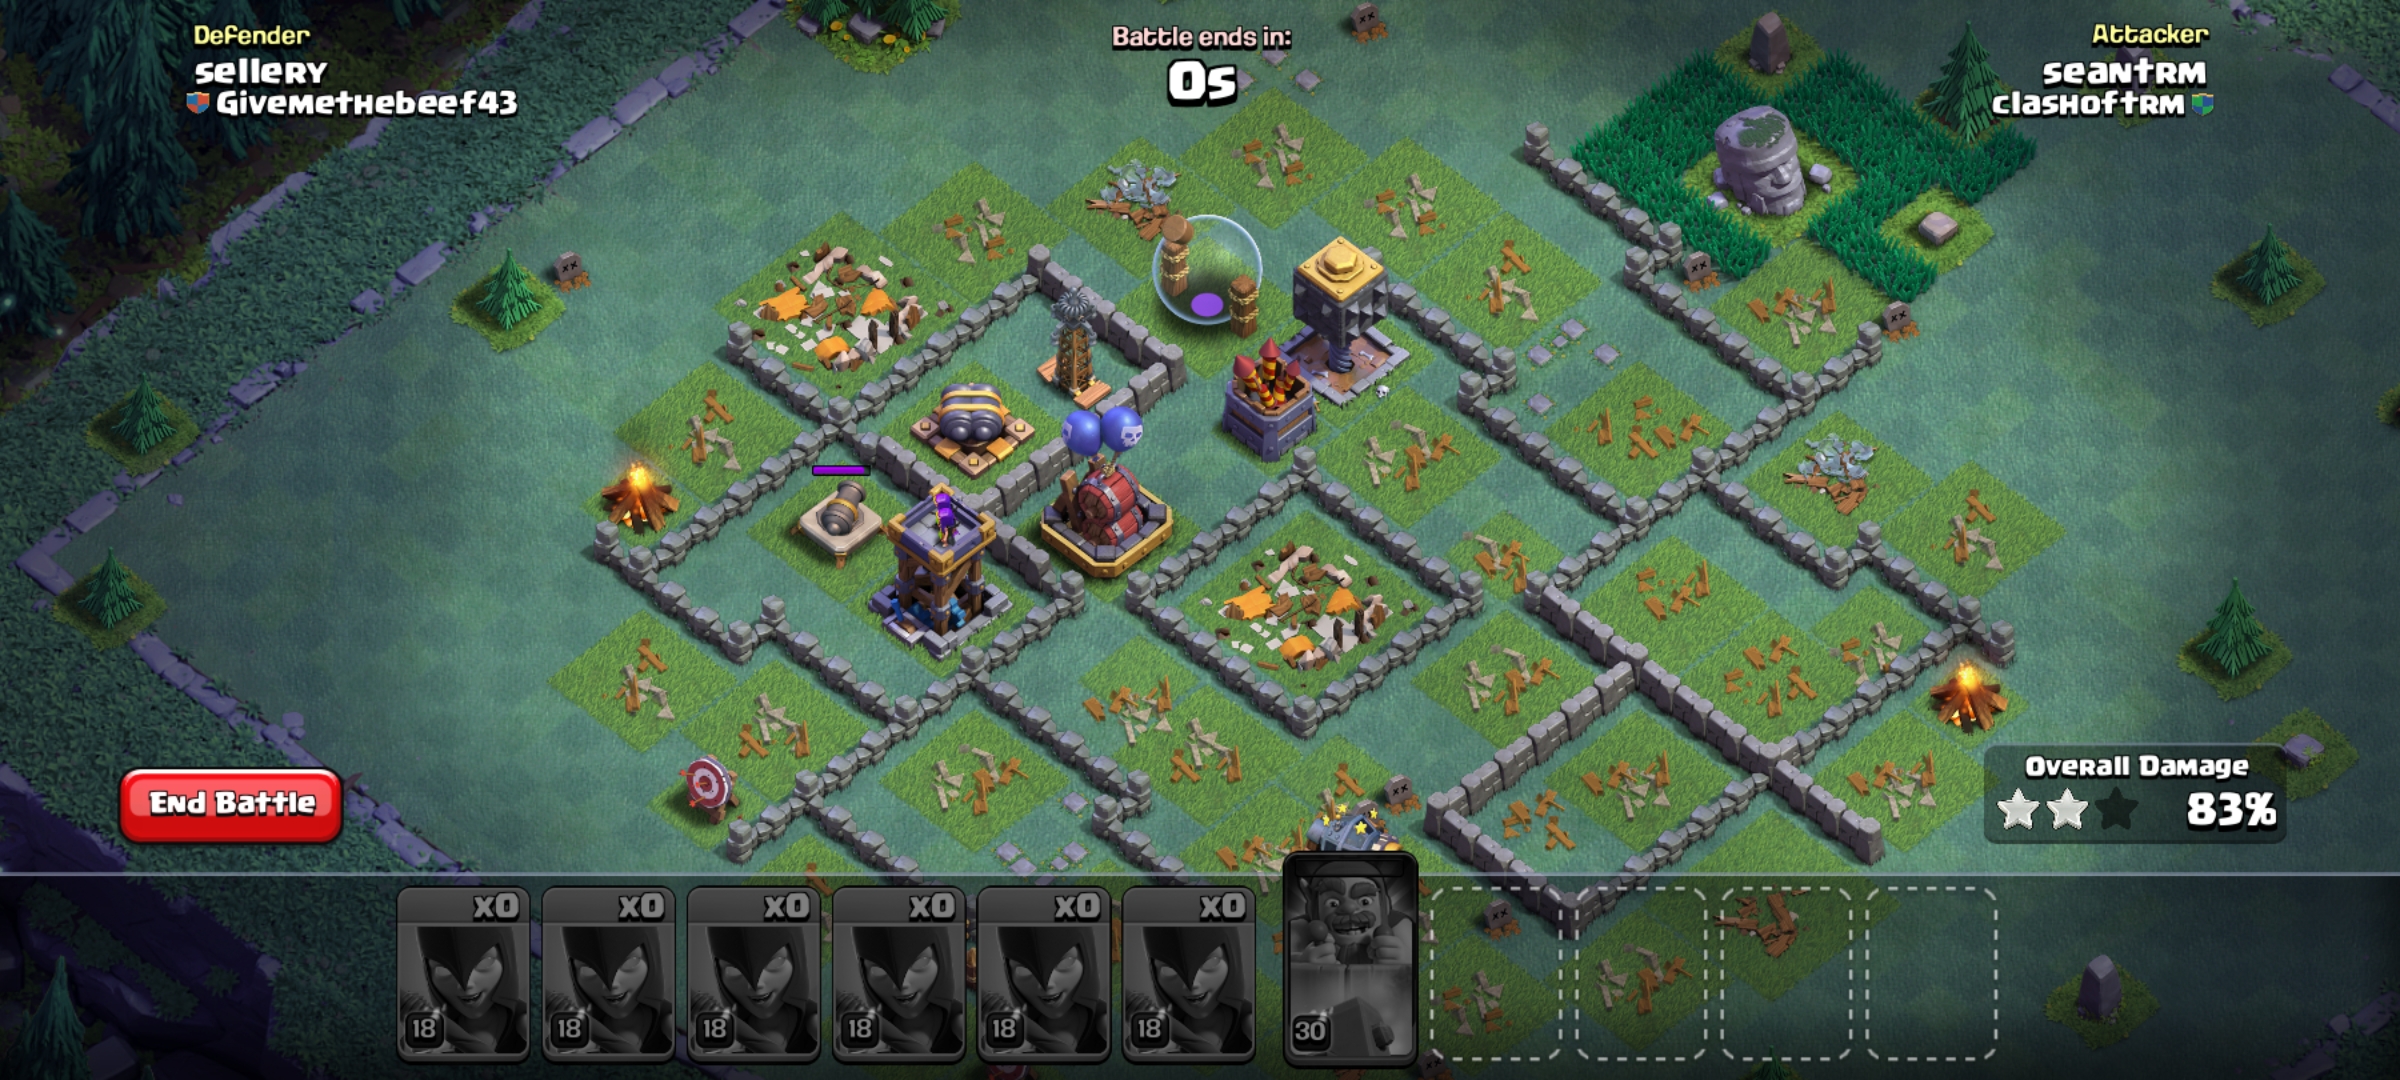 Defender
sellery
Givemethebeef43
Battle ends in:
0s
Attacker
seantrm
clashoftrm
End Battle
Overall Damage
83%
x0
x0
x0
x0
x0
x0
18
18
18
18
18
18
30